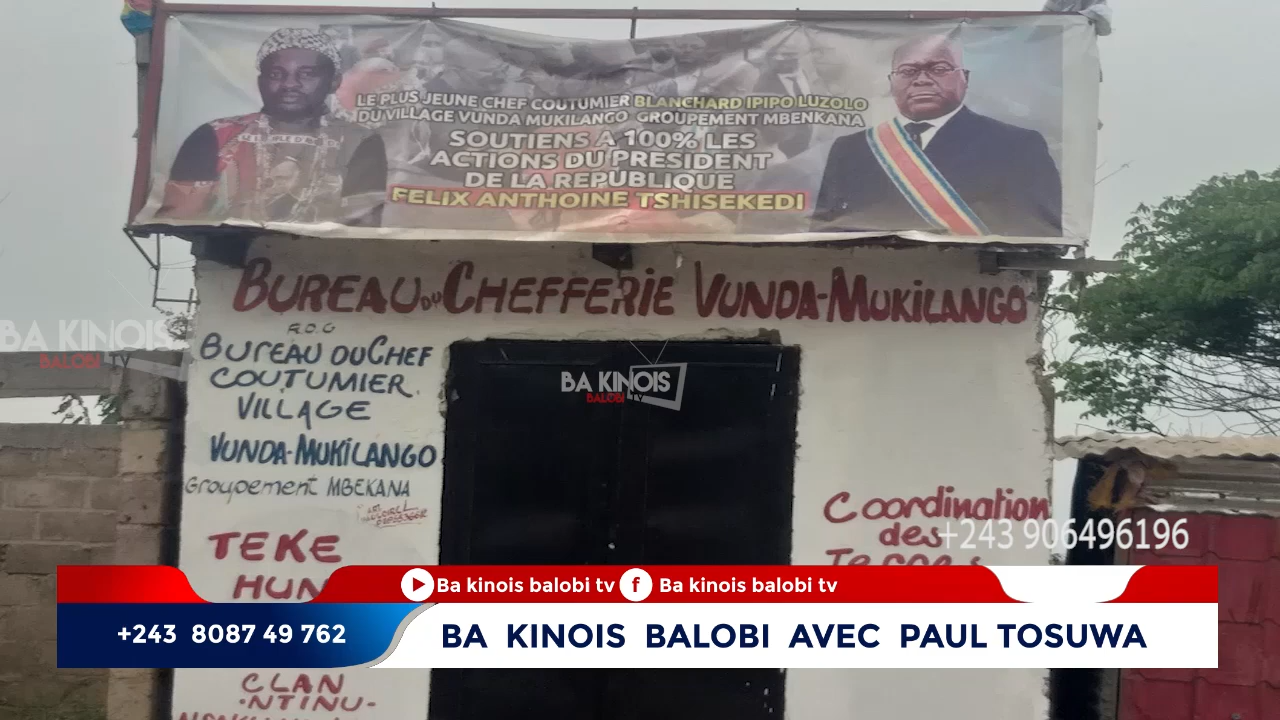 LE PLUS JEUNE CHEF COUTUMIER BLANCHARD IPIPO LUZOLO
DU VILLAGE VUNDA MUKILANGO GROUPEMENT MBENKANA
SOUTIENS A 100% LES
ACTIONS DU PRESIDENT
DE LA REPUBLIQUE
FELIX ANTHOINE TSHISEKEDI
BUREAU DU CHEFFERIE VUNDA-MUKILANGO
BUREAU DU CHEF
COUTUMIER
VILLAGE
VUNDA-MUKILANGO
Groupement MBEKANA
TEKE
HUM
CLAN
-NTINU-
Coordination
des
BA KINOIS
BALOBI TV
BA KINOIS
BALOBI TV
+243 906496196
Ba kinois balobi tv
f Ba kinois balobi tv
+243 8087 49 762
BA KINOIS BALOBI AVEC PAUL TOSUWA